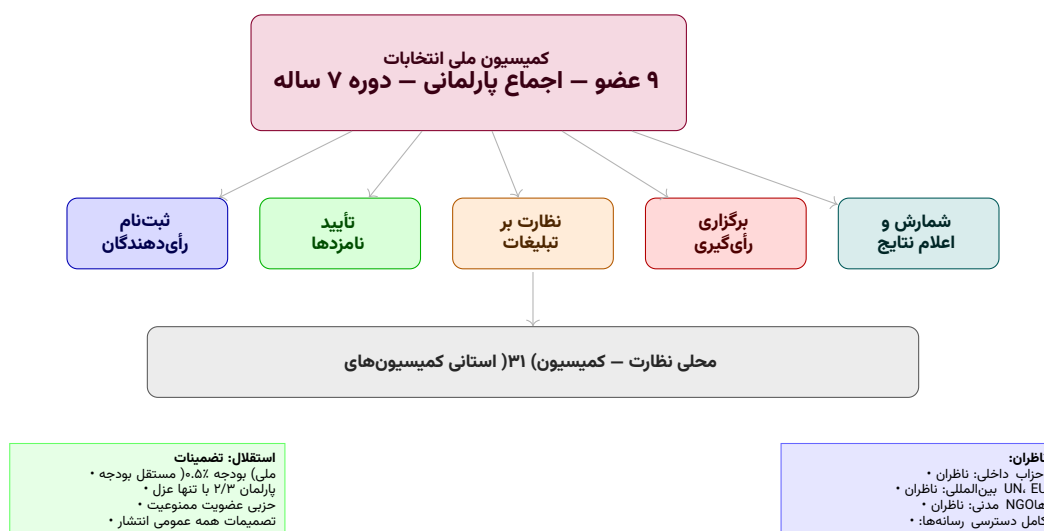 کمیسیون ملی انتخابات
۹ عضو — اجماع پارلمانی — دوره ۷ ساله
شمارش و
اعلام نتایج
برگزاری
رأی‌گیری
نظارت بر
تبلیغات
تأیید
نامزدها
ثبت‌نام
رأی‌دهندگان
محلی نظارت — کمیسیون) ۳۱( استانی کمیسیون‌های
ناظران:
حزاب داخلی: ناظران •
UN، EU بین‌المللی: ناظران •
NGOها مدنی: ناظران •
کامل دسترسی رسانه‌ها: •
استقلال: تضمینات
ملی) بودجه ۰.۵٪( مستقل بودجه •
پارلمان ۲/۳ با تنها عزل •
حزبی عضویت ممنوعیت •
تصمیمات همه عمومی انتشار •